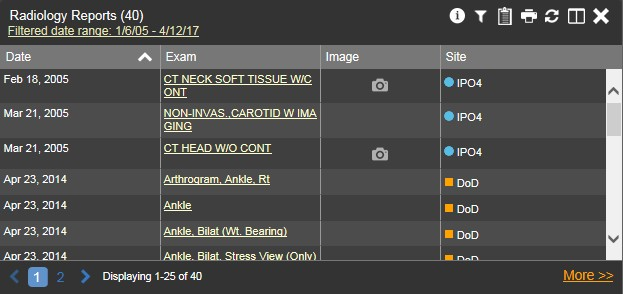 Radiology Reports (40)
Filtered date range: 1/6/05 - 4/12/17
Date Exam Image Site
Feb 18, 2005 CT NECK SOFT TISSUE W/C
ONT IPO4
Mar 21, 2005 NON-INVAS.,CAROTID W IMA
GING IPO4
Mar 21, 2005 CT HEAD W/O CONT IPO4
Apr 23, 2014 Arthrogram, Ankle, Rt DoD
Apr 23, 2014 Ankle DoD
Apr 23, 2014 Ankle, Bilat (Wt. Bearing) DoD
Apr 23, 2014 Ankle, Bilat, Stress View (Only) DoD
1 2 Displaying 1-25 of 40 More >>